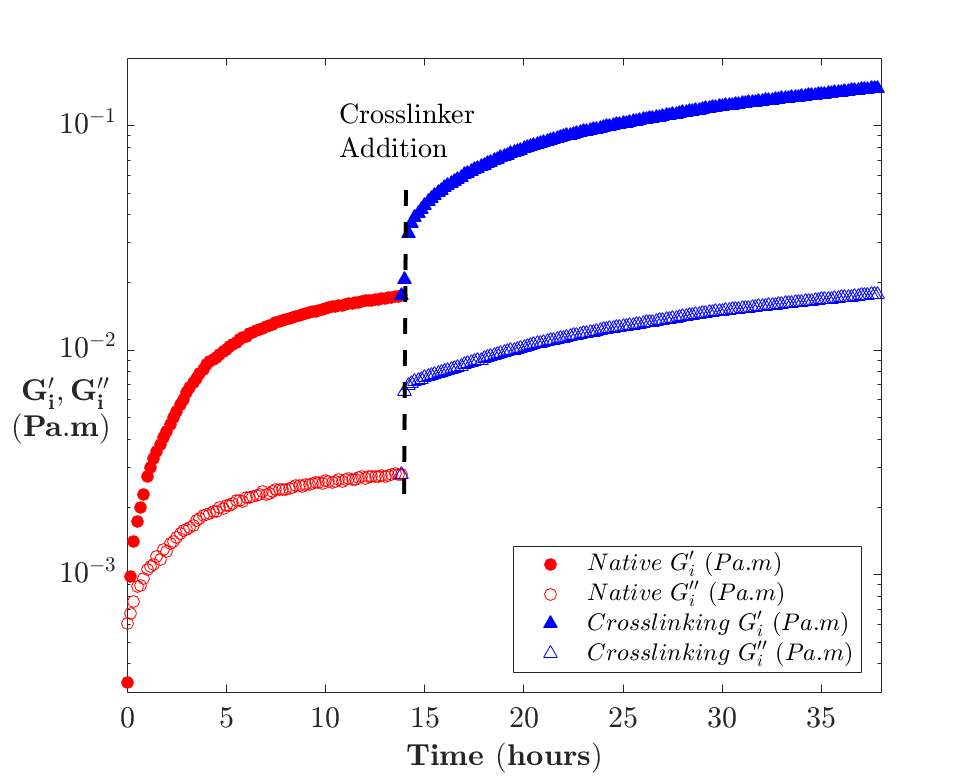 Crosslinker
Addition
10⁻¹
10⁻²
10⁻³
G′ᵢ, G″ᵢ
(Pa.m)
Native G′ᵢ (Pa.m)
Native G″ᵢ (Pa.m)
Crosslinking G′ᵢ (Pa.m)
Crosslinking G″ᵢ (Pa.m)
0 5 10 15 20 25 30 35
Time (hours)